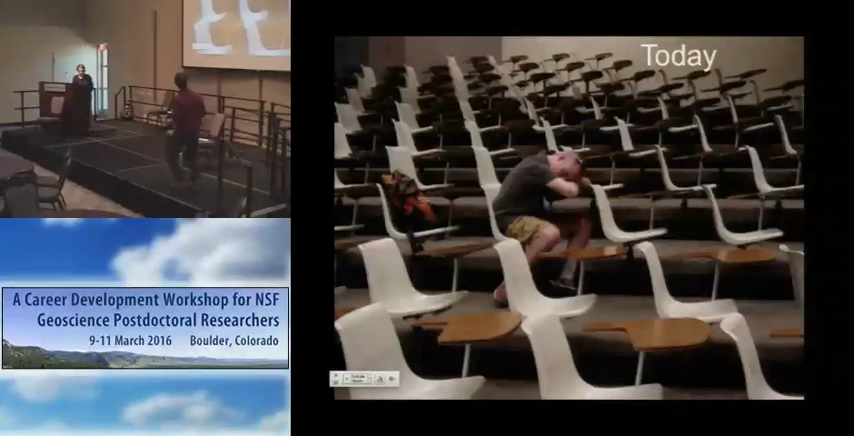 Today
A Career Development Workshop for NSF
Geoscience Postdoctoral Researchers
9-11 March 2016 Boulder, Colorado